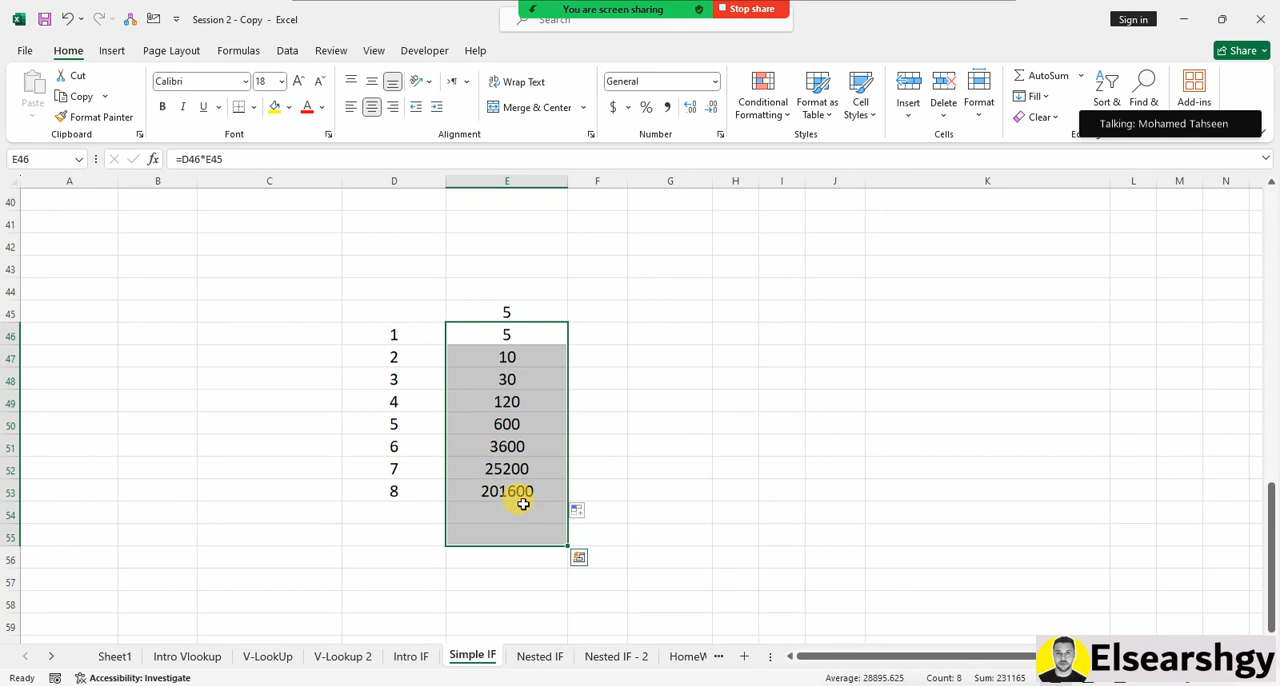 You are screen sharing Stop share
Session 2 - Copy - Excel Search Sign in
File Home Insert Page Layout Formulas Data Review View Developer Help Share
Cut
Copy
Format Painter
Paste
Clipboard
Calibri 18
B I U
Font
Wrap Text
Merge & Center
Alignment
General
$ %
Number
Conditional Formatting
Format as Table
Cell Styles
Styles
Insert Delete Format
Cells
AutoSum
Fill
Clear
Sort &
Find &
Add-ins
Talking: Mohamed Tahseen
E46 fx =D46*E45
A B C D E F G H I J K L M N
40
41
42
43
44
45 5
46 1 5
47 2 10
48 3 30
49 4 120
50 5 600
51 6 3600
52 7 25200
53 8 201600
54
55
56
57
58
59
Sheet1 Intro Vlookup V-LookUp V-Lookup Intro IF Simple IF Nested IF Nested IF - 2 HomeW
Elsearshgy
Ready Accessibility: Investigate Average: 28895.625 Count: 8 Sum: 231165